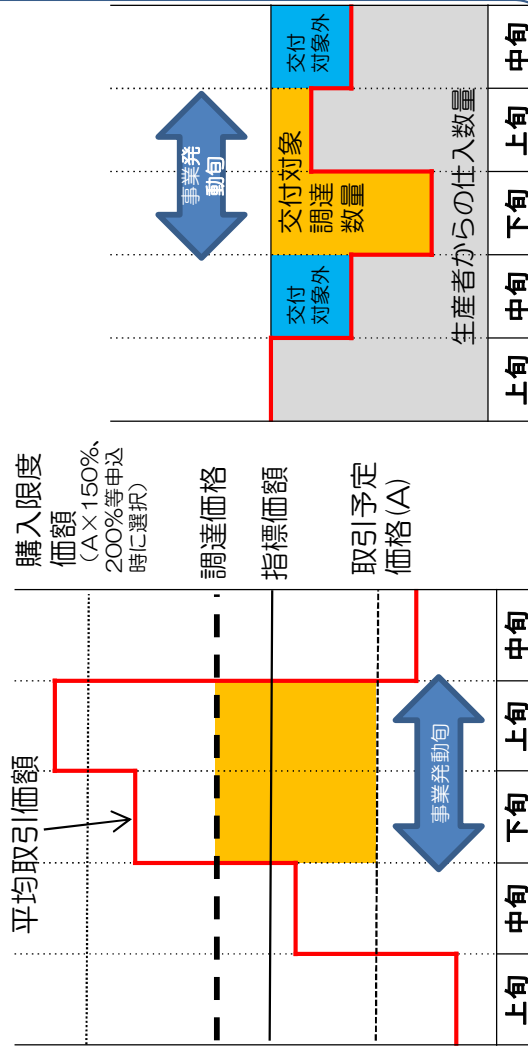 平均取引価額
購入限度
価額
（A×150%、
200%等申込
時に選択）
調達価格
指標価額
取引予定
価格(A)
事業発動旬
上旬
中旬
下旬
上旬
中旬
事業発
動旬
交付
対象外
交付対象
調達
数量
交付
対象外
生産者からの仕入数量
上旬
中旬
下旬
上旬
中旬